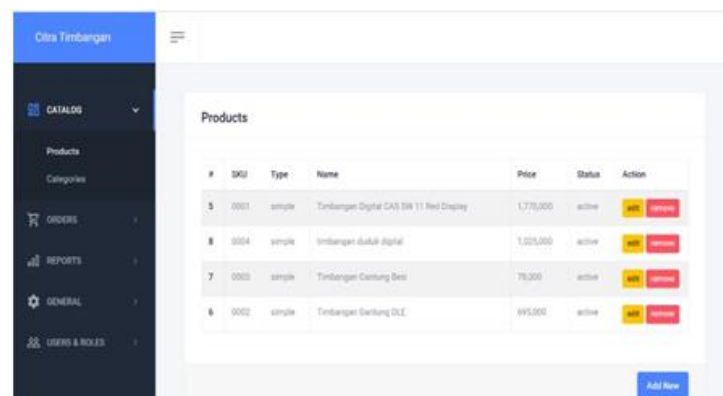 Citra Timbangan
CATALOG
Products
Categories
ORDERS
REPORTS
GENERAL
USERS & ROLES
Products
# SKU Type Name Price Status Action
5 0001 simple Timbangan Digital CAS SW 11 Red Display 1,770,000 active edit remove
8 0004 simple timbangan duduk digital 1,025,000 active edit remove
7 0003 simple Timbangan Gantung Besi 78,000 active edit remove
6 0002 simple Timbangan Gantung DLE 695,000 active edit remove
Add New